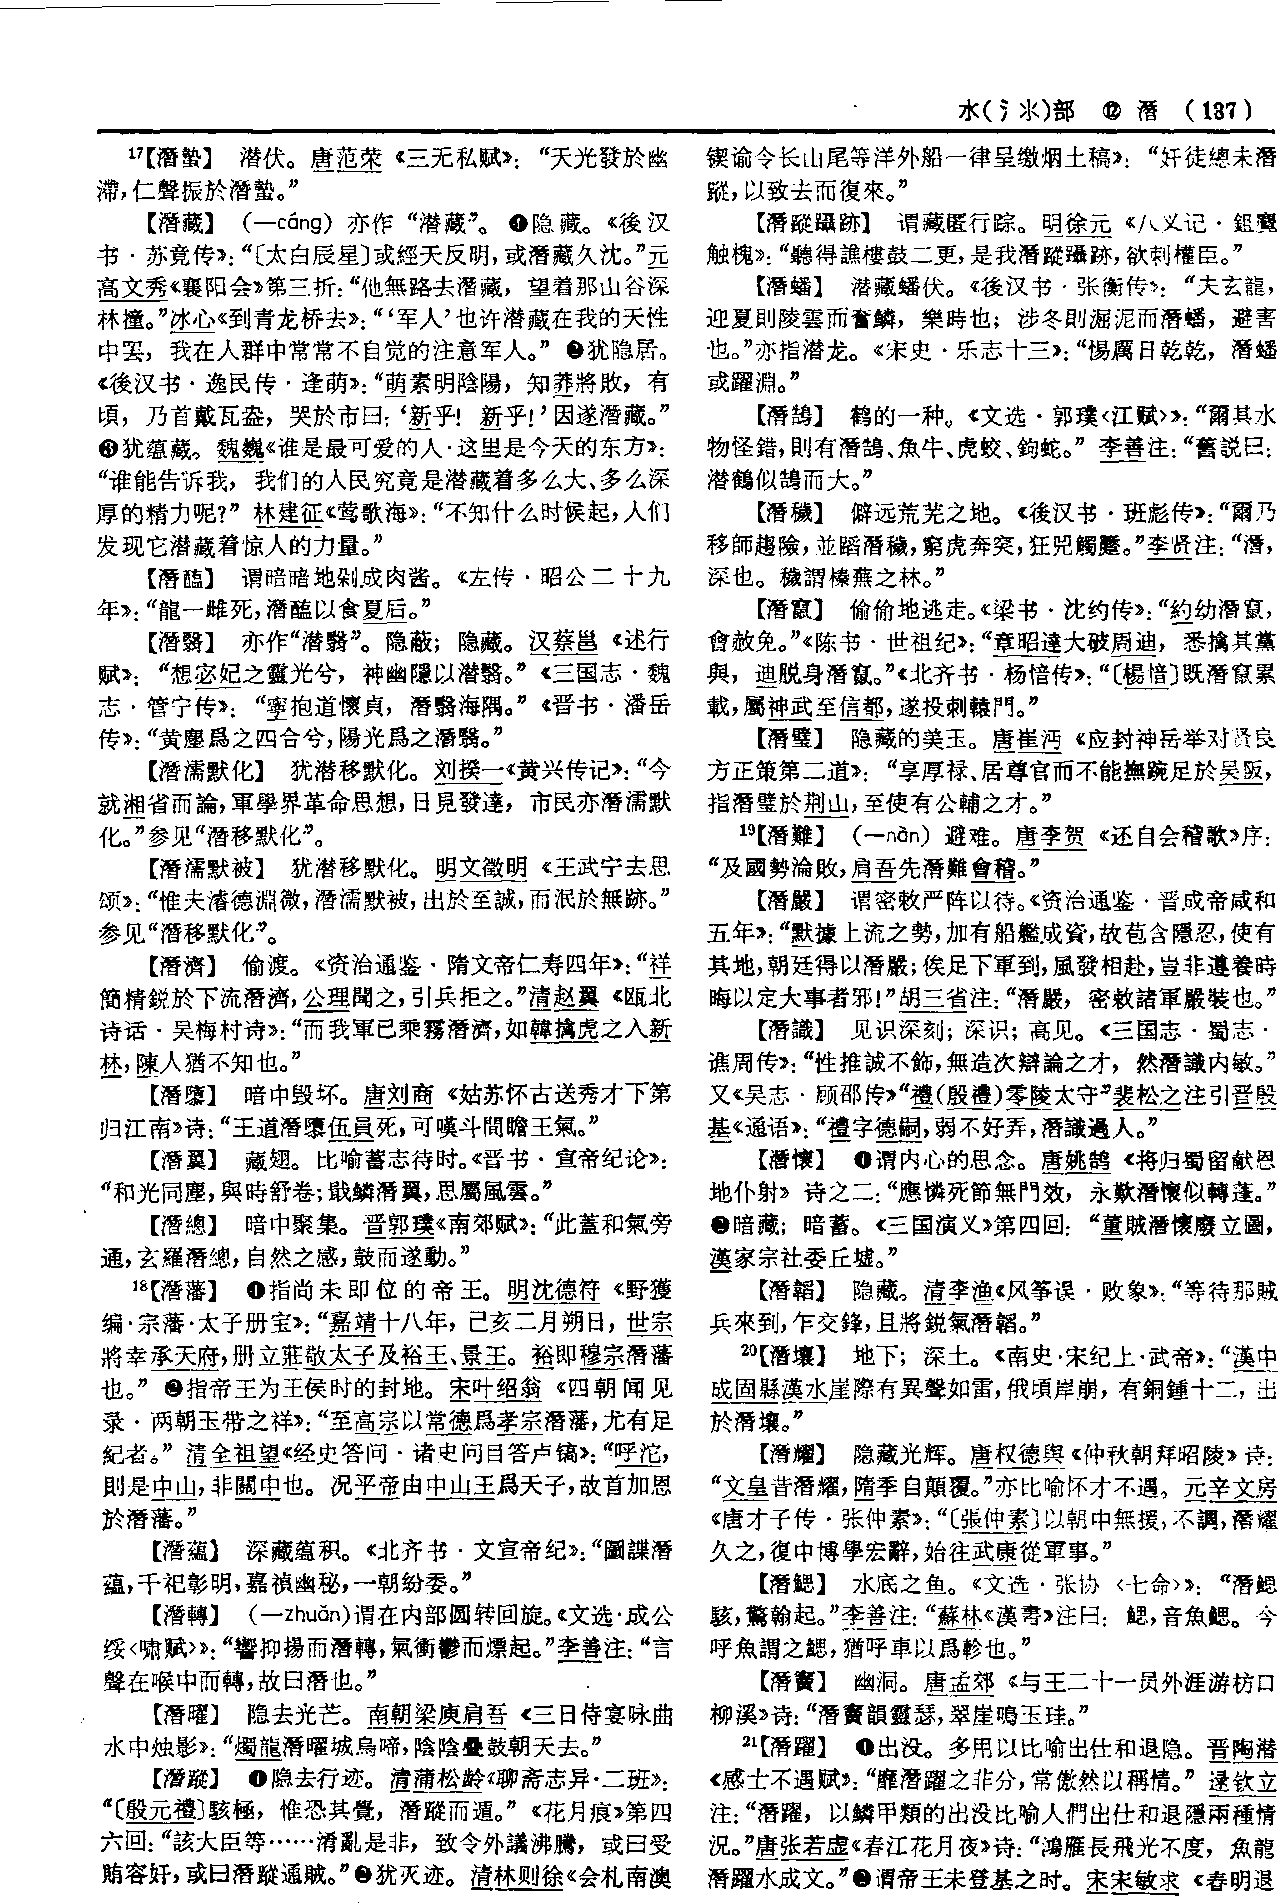 水(氵氺)部　⑫ 潛 （137）
17【潛蟄】 潜伏。唐范荣《三无私赋》：“天光發於幽
滯，仁聲振於潛蟄。”
【潛藏】（—cáng）亦作“潜藏”。❶隐藏。《後汉
书·苏竟传》：“〔太白辰星〕或經天反明，或潛藏久沈。”元
高文秀《襄阳会》第三折：“他無路去潛藏，望着那山谷深
林撞。”冰心《到青龙桥去》：“‘军人’也许潜藏在我的天性
中罢，我在人群中常常不自觉的注意军人。”❷犹隐居。
《後汉书·逸民传·逢萌》：“萌素明陰陽，知莽將敗，有
頃，乃首戴瓦盎，哭於市曰：‘新乎！新乎！’因遂潛藏。”
❸犹蕴藏。魏巍《谁是最可爱的人·这里是今天的东方》：
“谁能告诉我，我们的人民究竟是潜藏着多么大、多么深
厚的精力呢？”林建征《莺歌海》：“不知什么时候起，人们
发现它潜藏着惊人的力量。”
【潛醢】 谓暗暗地剁成肉酱。《左传·昭公二十九
年》：“龍一雌死，潛醢以食夏后。”
【潛翳】 亦作“潜翳”。隐蔽；隐藏。汉蔡邕《述行
赋》：“想宓妃之靈光兮，神幽隱以潛翳。”《三国志·魏
志·管宁传》：“寧抱道懷貞，潛翳海隅。”《晋书·潘岳
传》：“黄塵爲之四合兮，陽光爲之潛翳。”
【潛濡默化】 犹潜移默化。刘揆一《黄兴传记》：“今
就湘省而論，軍學界革命思想，日見發達，市民亦潛濡默
化。”参见“潛移默化”。
【潛濡默被】 犹潜移默化。明文徵明《王武宁去思
颂》：“惟夫濬德淵微，潛濡默被，出於至誠，而泯於無跡。”
参见“潛移默化”。
【潛濟】 偷渡。《资治通鉴·隋文帝仁寿四年》：“祥
簡精鋭於下流潛濟，公理聞之，引兵拒之。”清赵翼《瓯北
诗话·吴梅村诗》：“而我軍已乘霧潛濟，如韓擒虎之入新
林，陳人猶不知也。”
【潛墮】 暗中毁坏。唐刘商《姑苏怀古送秀才下第
归江南》诗：“王道潛隳伍員死，可嘆斗間瞻王氣。”
【潛翼】 藏翅。比喻蓄志待时。《晋书·宣帝纪论》：
“和光同塵，與時舒卷；戢鱗潛翼，思屬風雲。”
【潛總】 暗中聚集。晋郭璞《南郊赋》：“此蓋和氣旁
通，玄羅潛總，自然之感，鼓而遂動。”
18【潛藩】 ❶指尚未即位的帝王。明沈德符《野獲
编·宗藩·太子册宝》：“嘉靖十八年，己亥二月朔日，世宗
將幸承天府，册立莊敬太子及裕王、景王。裕即穆宗潛藩
也。”❷指帝王为王侯时的封地。宋叶绍翁《四朝闻见
录·两朝玉带之祥》：“至高宗以常德爲孝宗潛藩，尤有足
紀者。”清全祖望《经史答问·诸史问目答卢镐》：“呼沱，
則是中山，非關中也。况平帝由中山王爲天子，故首加恩
於潛藩。”
【潛蘊】 深藏蕴积。《北齐书·文宣帝纪》：“圖諜潛
蘊，千祀彰明，嘉禎幽秘，一朝紛委。”
【潛轉】（—zhuǎn）谓在内部圆转回旋。《文选·成公
绥〈啸赋〉》：“響抑揚而潛轉，氣衝鬱而熛起。”李善注：“言
聲在喉中而轉，故曰潛也。”
【潛曜】 隐去光芒。南朝梁庾肩吾《三日侍宴咏曲
水中烛影》：“燭龍潛曜城烏啼，陰陰疊鼓朝天去。”
【潛蹤】 ❶隐去行迹。清蒲松龄《聊斋志异·二班》：
“〔殷元禮〕駭極，惟恐其覺，潛蹤而遁。”《花月痕》第四
六回：“該大臣等……淆亂是非，致令外議沸騰，或曰受
賄容奸，或曰潛蹤通賊。”❷犹灭迹。清林则徐《会札南澳
锲谕令长山尾等洋外船一律呈缴烟土稿》：“奸徒總未潛
蹤，以致去而復來。”
【潛蹤躡跡】 谓藏匿行踪。明徐元《八义记·鉏麑
触槐》：“聽得譙樓鼓二更，是我潛蹤躡跡，欲刺權臣。”
【潛蟠】 潜藏蟠伏。《後汉书·张衡传》：“夫玄龍，
迎夏則陵雲而奮鱗，樂時也；涉冬則淈泥而潛蟠，避害
也。”亦指潜龙。《宋史·乐志十三》：“惕厲日乾乾，潛蟠
或躍淵。”
【潛鵠】 鹤的一种。《文选·郭璞〈江赋〉》：“爾其水
物怪錯，則有潛鵠、魚牛、虎蛟、鉤蛇。”李善注：“舊説曰：
潜鶴似鵠而大。”
【潛穢】 僻远荒芜之地。《後汉书·班彪传》：“爾乃
移師趨險，並蹈潛穢，窮虎奔突，狂兕觸蹷。”李贤注：“潛，
深也。穢謂榛蕪之林。”
【潛竄】 偷偷地逃走。《梁书·沈约传》：“約幼潛竄，
會赦免。”《陈书·世祖纪》：“章昭達大破周迪，悉擒其黨
與，迪脱身潛竄。”《北齐书·杨愔传》：“〔楊愔〕既潛竄累
載，屬神武至信都，遂投刺轅門。”
【潛璧】 隐藏的美玉。唐崔沔《应封神岳举对贤良
方正策第二道》：“享厚禄、居尊官而不能撫踠足於吴阪，
指潛璧於荆山，至使有公輔之才。”
19【潛難】（—nàn）避难。唐李贺《还自会稽歌》序：
“及國勢淪敗，肩吾先潛難會稽。”
【潛嚴】 谓密敕严阵以待。《资治通鉴·晋成帝咸和
五年》：“默據上流之勢，加有船艦成資，故苞含隱忍，使有
其地，朝廷得以潛嚴；俟足下軍到，風發相赴，豈非遵養時
晦以定大事者邪！”胡三省注：“潛嚴，密敕諸軍嚴裝也。”
【潛識】 见识深刻；深识；高见。《三国志·蜀志·
谯周传》：“性推誠不飾，無造次辯論之才，然潛識内敏。”
又《吴志·顾邵传》“禮（殷禮）零陵太守”裴松之注引晋殷
基《通语》：“禮字德嗣，弱不好弄，潛識過人。”
【潛懷】 ❶谓内心的思念。唐姚鹄《将归蜀留献恩
地仆射》诗之二：“應憐死節無門效，永歎潛懷似轉蓬。”
❷暗藏；暗蓄。《三国演义》第四回：“董賊潛懷廢立圖，
漢家宗社委丘墟。”
【潛韜】 隐藏。清李渔《风筝误·败象》：“等待那賊
兵來到，乍交鋒，且將鋭氣潛韜。”
20【潛壤】 地下；深土。《南史·宋纪上·武帝》：“漢中
成固縣漢水崖際有異聲如雷，俄頃岸崩，有銅鍾十二，出
於潛壤。”
【潛耀】 隐藏光辉。唐权德舆《仲秋朝拜昭陵》诗：
“文皇昔潛耀，隋季自顛覆。”亦比喻怀才不遇。元辛文房
《唐才子传·张仲素》：“〔張仲素〕以朝中無援，不調，潛耀
久之，復中博學宏辭，始往武康從軍事。”
【潛鰓】 水底之鱼。《文选·张协〈七命〉》：“潛鰓
駭，驚翰起。”李善注：“蘇林《漢書》注曰：鰓，音魚鰓。今
呼魚謂之鰓，猶呼車以爲軫也。”
【潛竇】 幽洞。唐孟郊《与王二十一员外涯游枋口
柳溪》诗：“潛竇韻靈瑟，翠崖鳴玉珪。”
21【潛躍】 ❶出没。多用以比喻出仕和退隐。晋陶潜
《感士不遇赋》：“靡潛躍之非分，常傲然以稱情。”逯钦立
注：“潛躍，以鱗甲類的出没比喻人們出仕和退隱兩種情
況。”唐张若虚《春江花月夜》诗：“鴻雁長飛光不度，魚龍
潛躍水成文。”❷谓帝王未登基之时。宋宋敏求《春明退